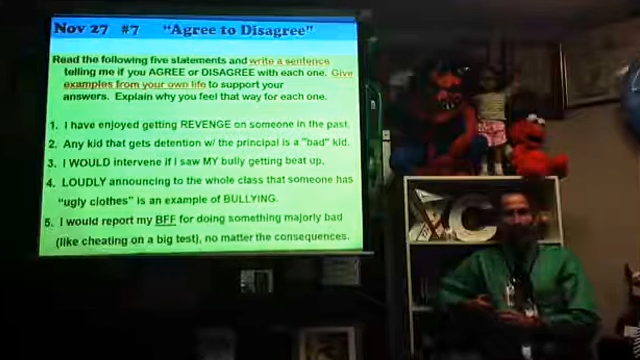 Nov 27 #7 "Agree to Disagree"
Read the following five statements and write a sentence
telling me if you AGREE or DISAGREE with each one. Give
examples from your own life to support your
answers. Explain why you feel that way for each one.
1. I have enjoyed getting REVENGE on someone in the past.
2. Any kid that gets detention w/ the principal is a "bad" kid.
3. I WOULD intervene if I saw MY bully getting beat up.
4. LOUDLY announcing to the whole class that someone has
"ugly clothes" is an example of BULLYING.
5. I would report my BFF for doing something majorly bad
(like cheating on a big test), no matter the consequences.